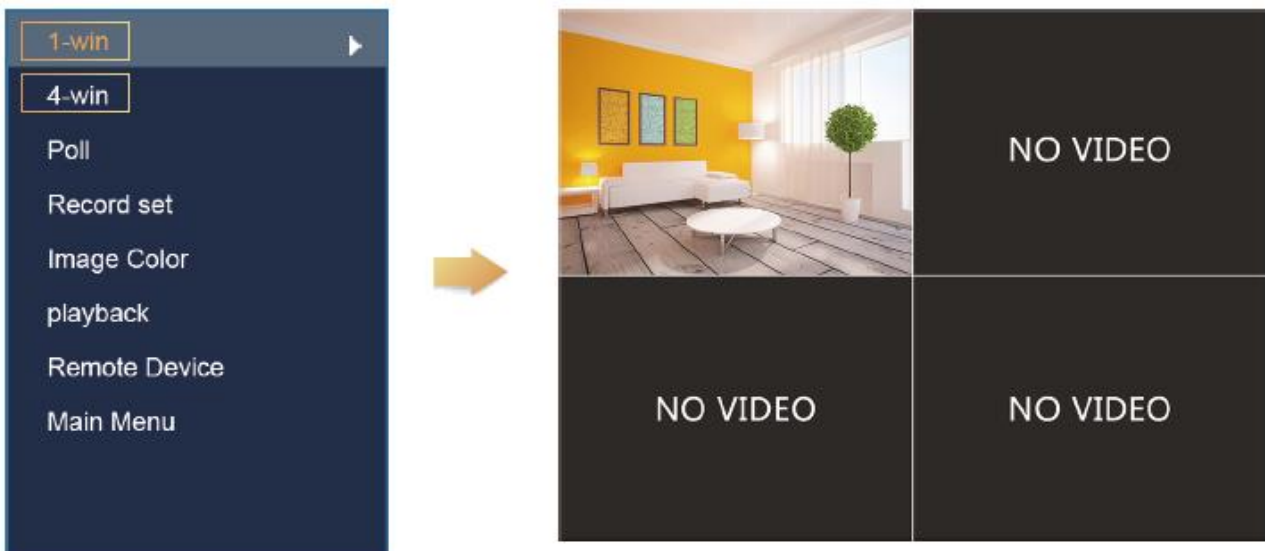 1-win
4-win
Poll
Record set
Image Color
playback
Remote Device
Main Menu
NO VIDEO
NO VIDEO
NO VIDEO